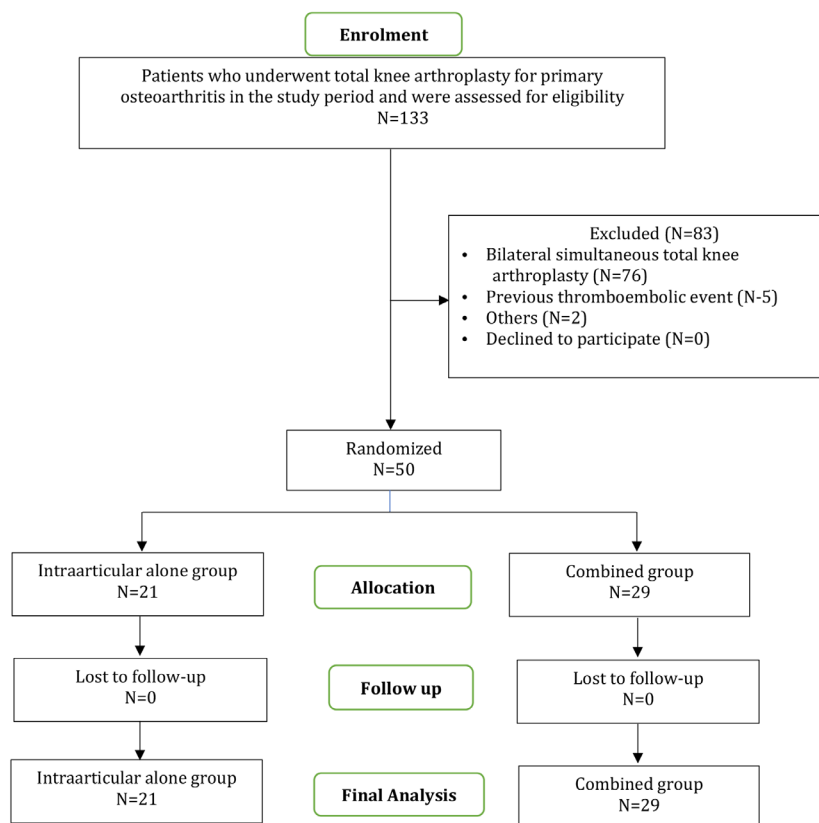 Enrolment
Patients who underwent total knee arthroplasty for primary
osteoarthritis in the study period and were assessed for eligibility
N=133
Excluded (N=83)
• Bilateral simultaneous total knee
arthroplasty (N=76)
• Previous thromboembolic event (N-5)
• Others (N=2)
• Declined to participate (N=0)
Randomized
N=50
Intraarticular alone group
N=21
Allocation
Combined group
N=29
Lost to follow-up
N=0
Follow up
Lost to follow-up
N=0
Intraarticular alone group
N=21
Final Analysis
Combined group
N=29